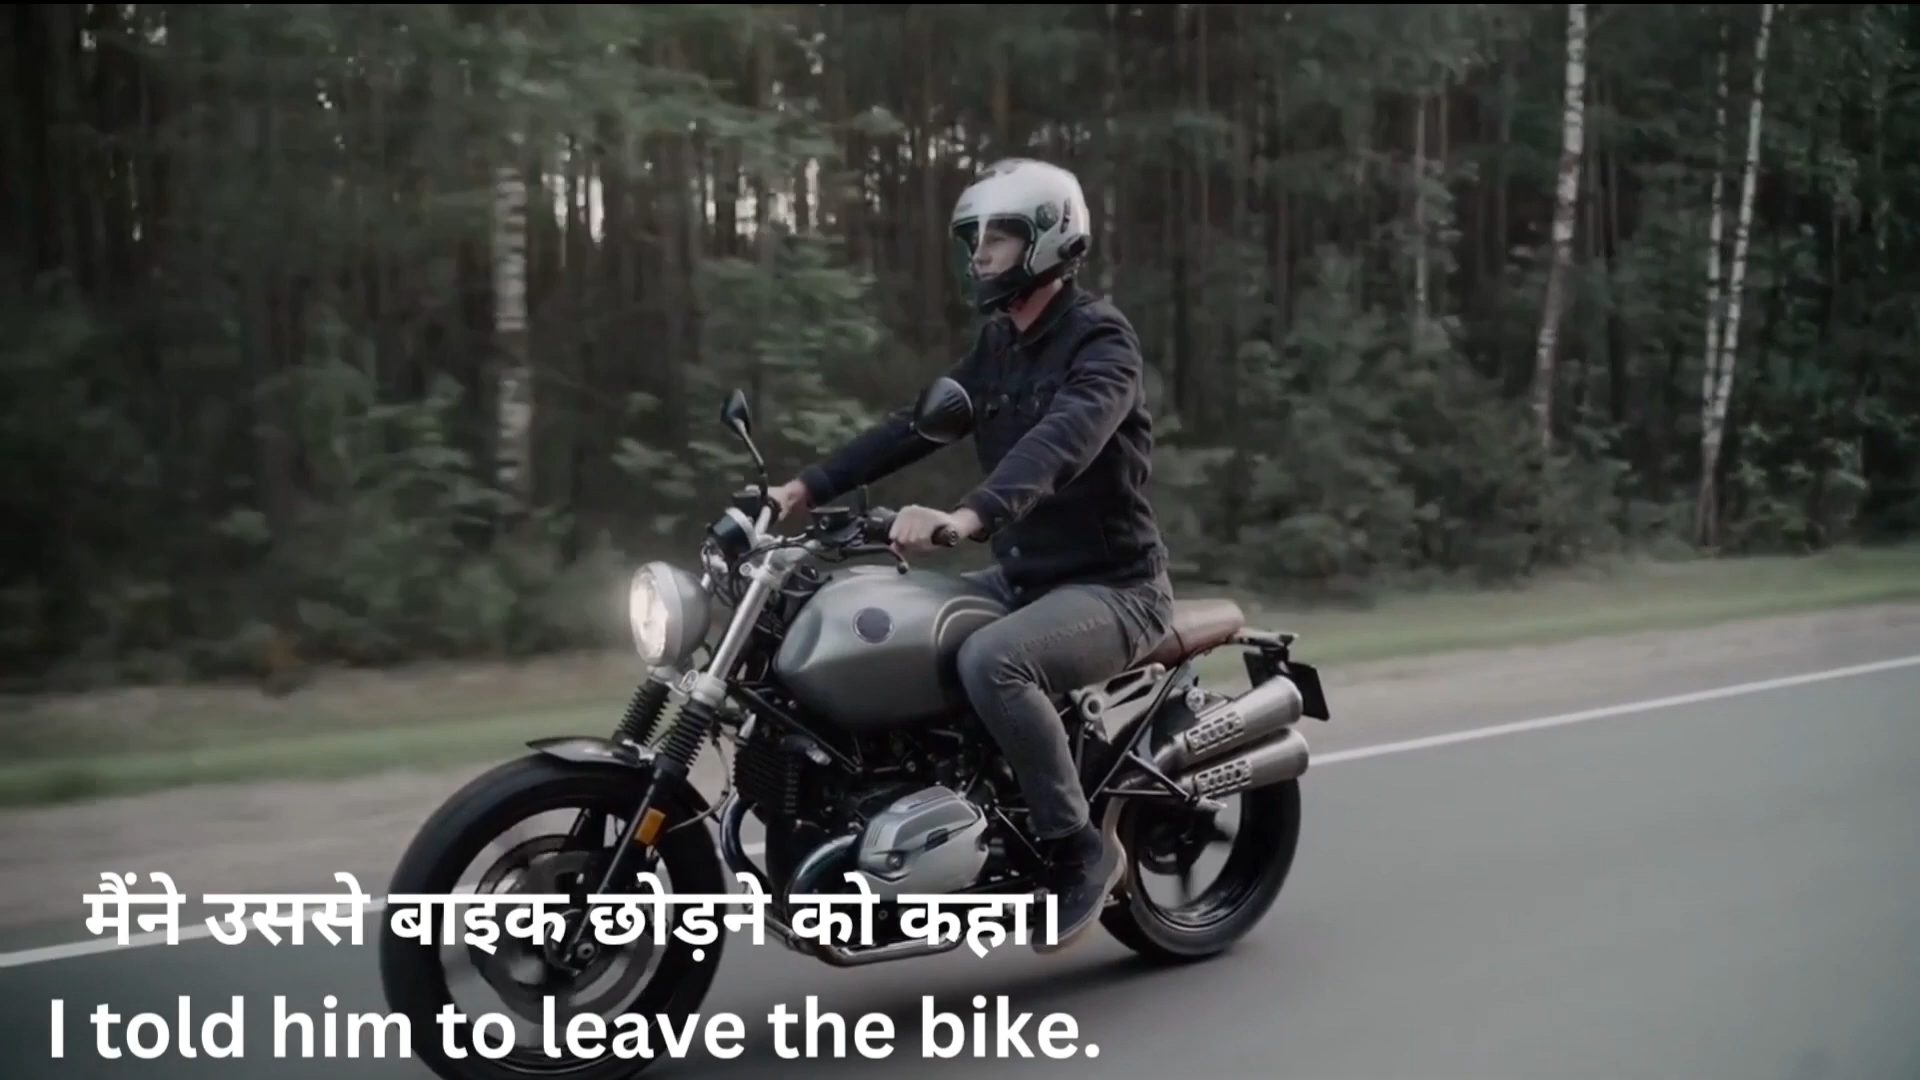 मैंने उससे बाइक छोड़ने को कहा।
I told him to leave the bike.